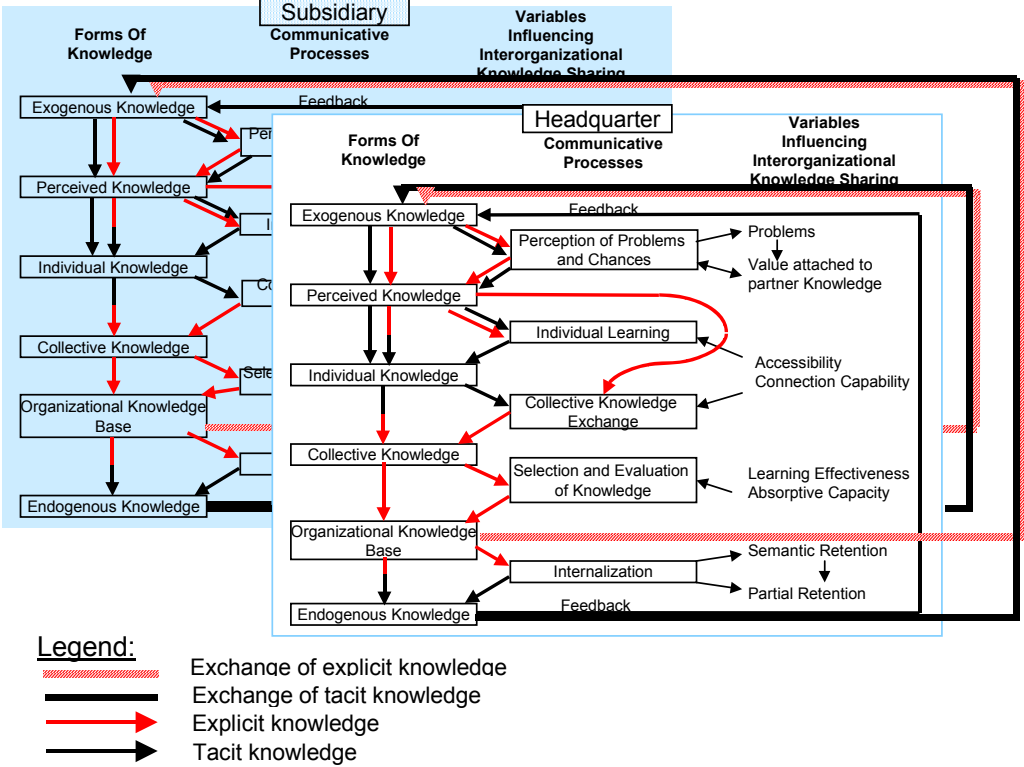 Subsidiary
Forms Of
Knowledge
Communicative
Processes
Variables
Influencing
Interorganizational
Knowledge Sharing
Exogenous Knowledge
Feedback
Perceived Knowledge
Individual Knowledge
Collective Knowledge
Organizational Knowledge
Base
Endogenous Knowledge
Headquarter
Forms Of
Knowledge
Communicative
Processes
Variables
Influencing
Interorganizational
Knowledge Sharing
Exogenous Knowledge
Feedback
Perception of Problems
and Chances
Problems
Value attached to
partner Knowledge
Perceived Knowledge
Individual Learning
Accessibility
Connection Capability
Individual Knowledge
Collective Knowledge
Exchange
Collective Knowledge
Selection and Evaluation
of Knowledge
Learning Effectiveness
Absorptive Capacity
Organizational Knowledge
Base
Internalization
Semantic Retention
Partial Retention
Endogenous Knowledge
Feedback
Legend:
Exchange of explicit knowledge
Exchange of tacit knowledge
Explicit knowledge
Tacit knowledge